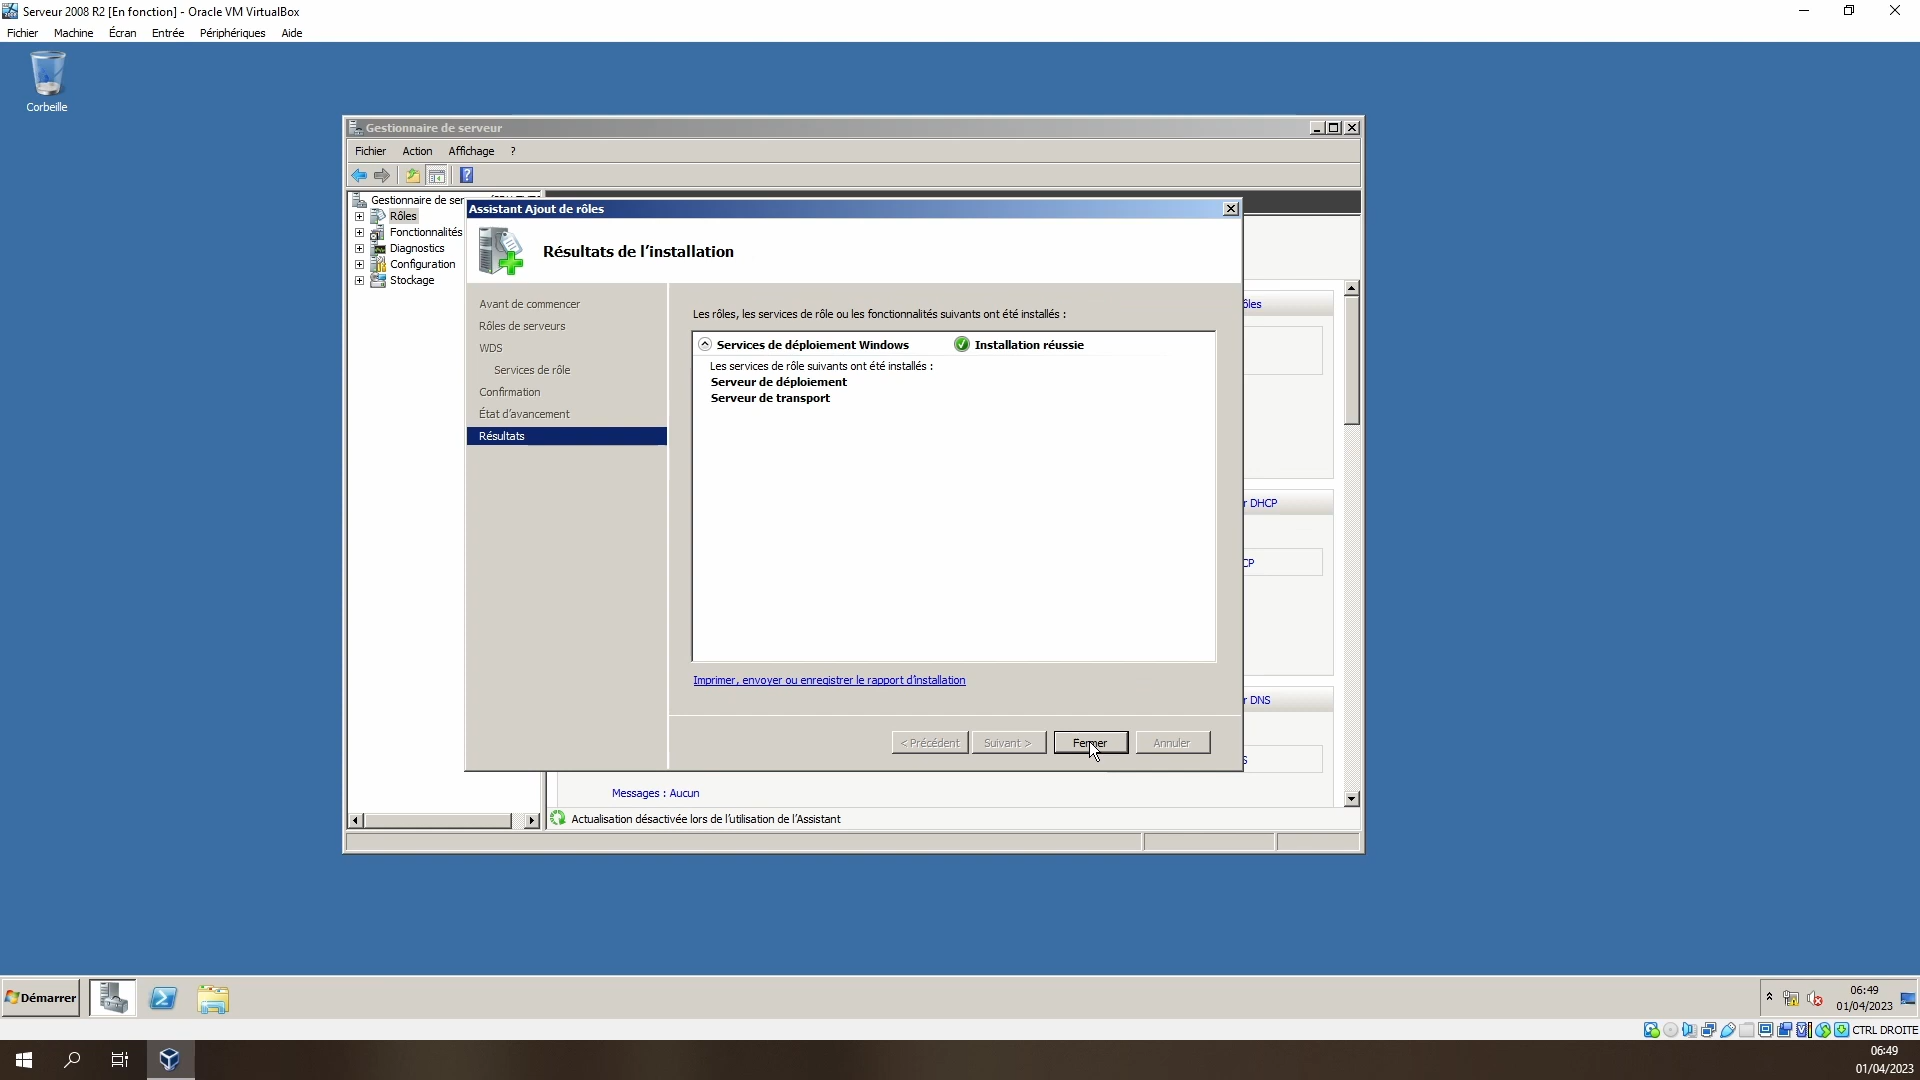 Serveur 2008 R2 [En fonction] - Oracle VM VirtualBox
Fichier Machine Écran Entrée Périphériques Aide
Corbeille
Gestionnaire de serveur
Fichier Action Affichage ?
Gestionnaire de ser
Rôles
Fonctionnalités
Diagnostics
Configuration
Stockage
Assistant Ajout de rôles
Résultats de l'installation
Avant de commencer
Rôles de serveurs
WDS
Services de rôle
Confirmation
État d'avancement
Résultats
Les rôles, les services de rôle ou les fonctionnalités suivants ont été installés :
Services de déploiement Windows Installation réussie
Les services de rôle suivants ont été installés :
Serveur de déploiement
Serveur de transport
Imprimer, envoyer ou enregistrer le rapport d'installation
< Précédent Suivant > Fermer Annuler
ôles
r DHCP
CP
r DNS
S
Messages : Aucun
Actualisation désactivée lors de l'utilisation de l'Assistant
Démarrer
06:49
01/04/2023
CTRL DROITE
06:49
01/04/2023